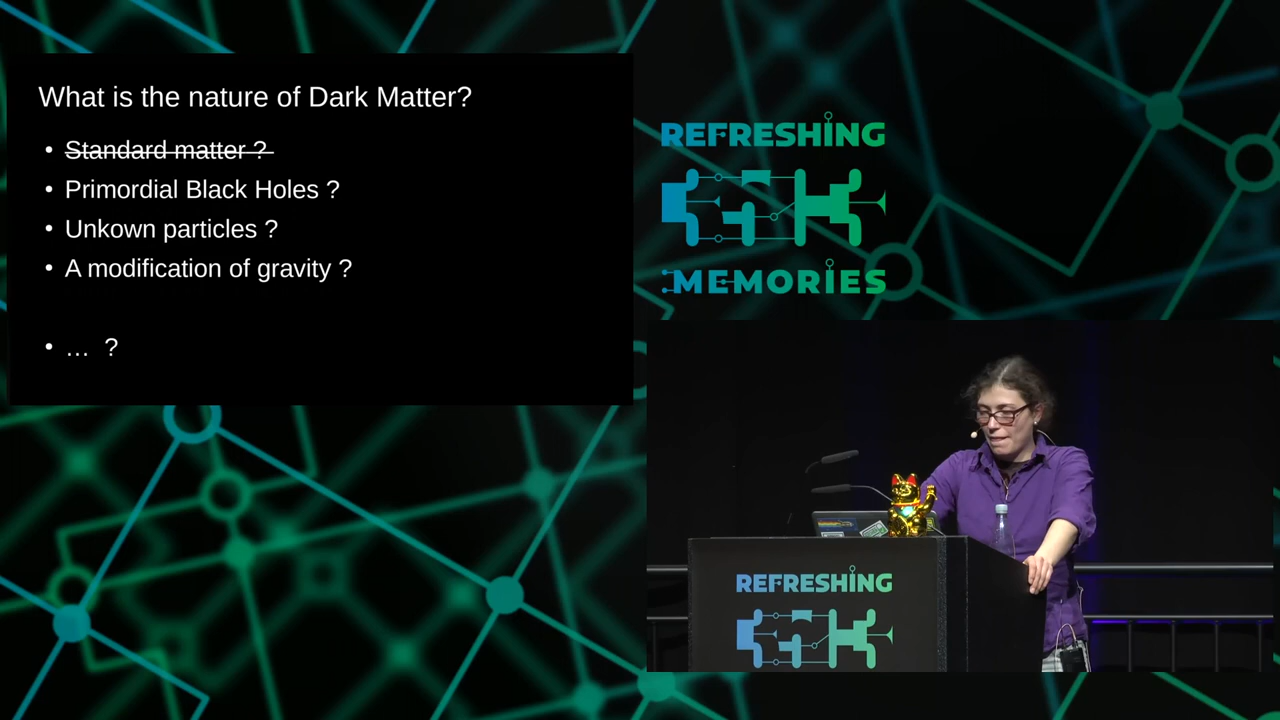 What is the nature of Dark Matter?
• Standard matter ?
• Primordial Black Holes ?
• Unkown particles ?
• A modification of gravity ?
• … ?
REFRESHING
MEMORIES
REFRESHING